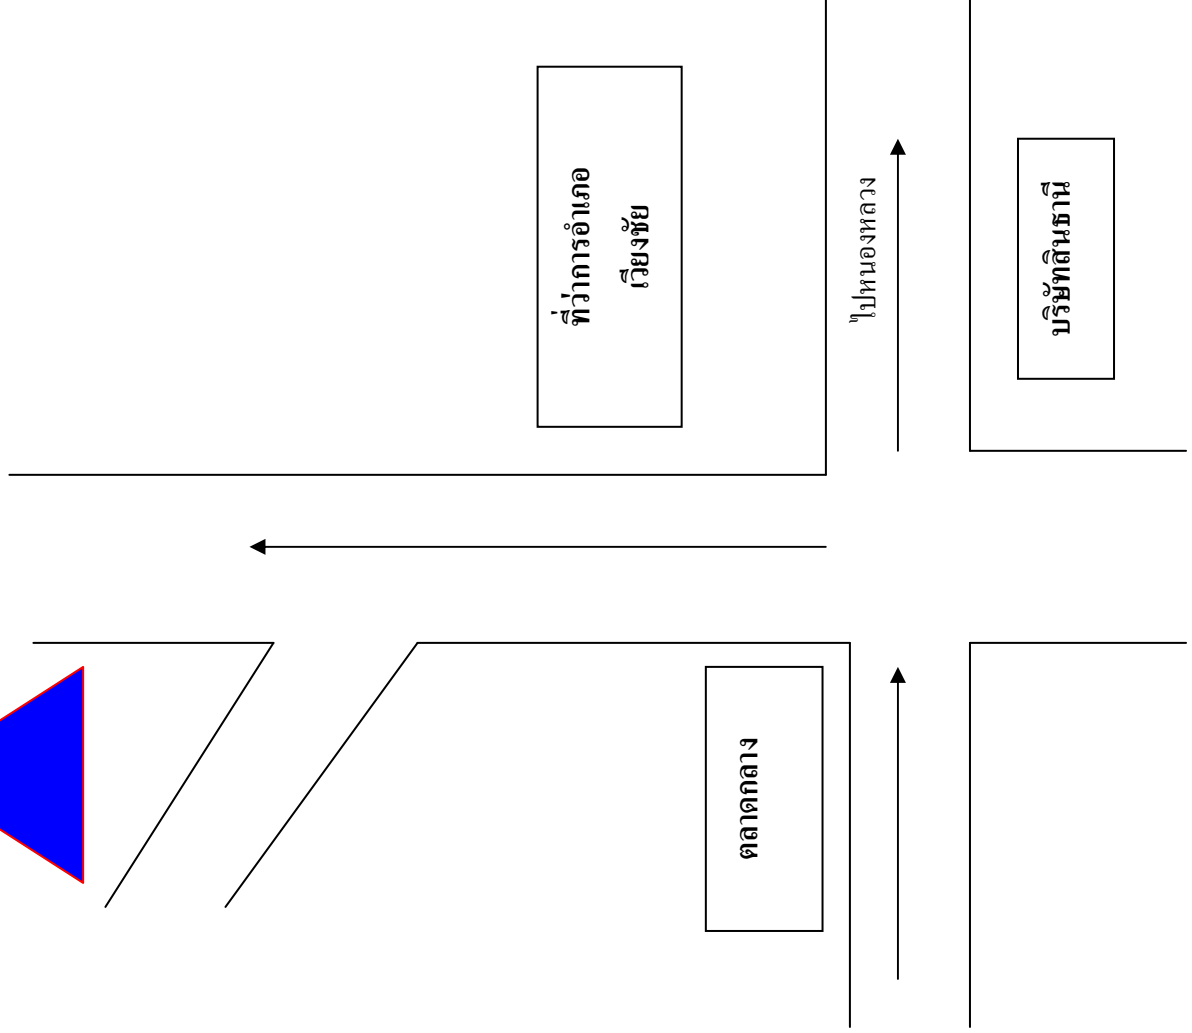 ที่ว่าการอำเภอ
เวียงชัย
ไปหนองหลวง
บริษัทสินธานี
ตลาดกลาง